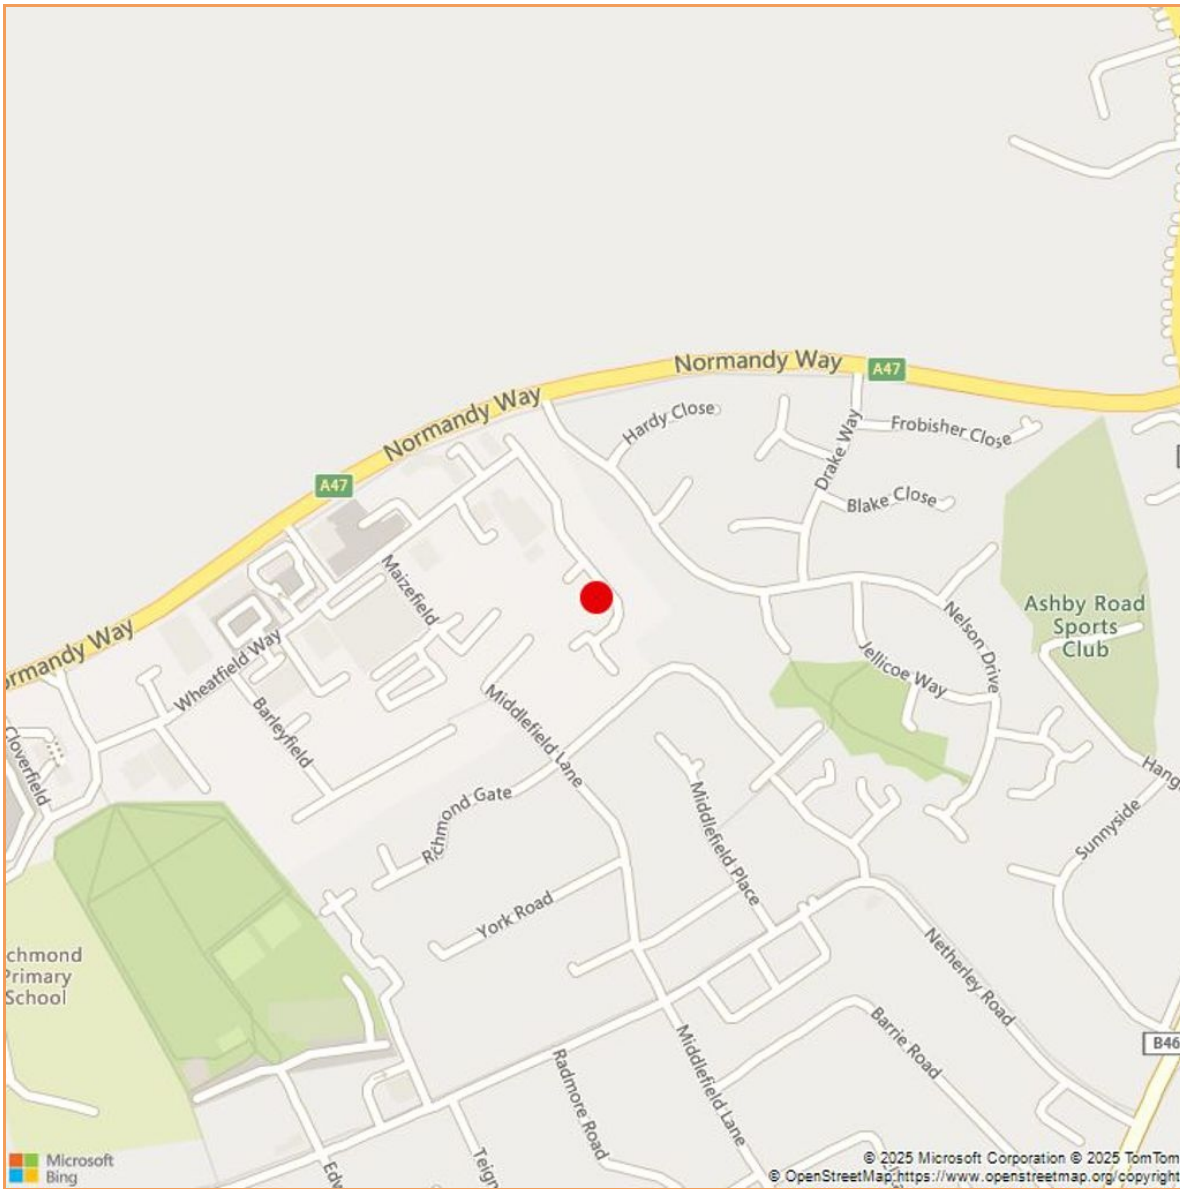 Normandy Way
A47
Normandy Way
Hardy Close
Frobisher Close
Drake Way
A47
Blake Close
Maizefield
Ashby Road
Sports
Club
Nelson Drive
ormandy Way
Wheatfield Way
Jellicoe Way
Middlefield Lane
Barleyfield
Cloverfield
Hang
Richmond Gate
Middlefield Place
Sunnyside
York Road
chmond
Primary
School
Netherley Road
Barrie Road
B46
Middlefield Lane
Radmore Road
Teign
Edw
Microsoft
Bing
© 2025 Microsoft Corporation © 2025 TomTom
© OpenStreetMap https://www.openstreetmap.org/copyright